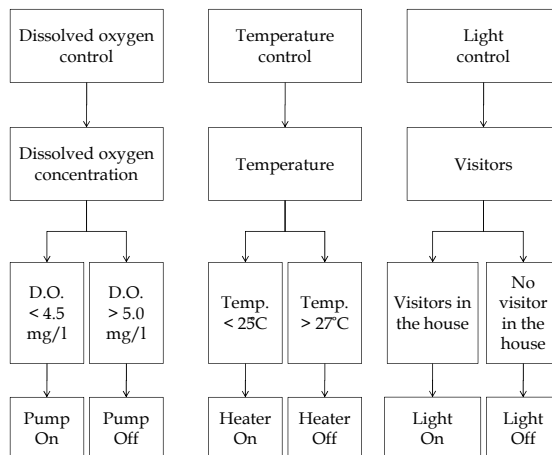 Dissolved oxygen
control
Temperature
control
Light
control
Dissolved oxygen
concentration
Temperature
Visitors
D.O.
< 4.5
mg/l
D.O.
> 5.0
mg/l
Temp.
< 25°C
Temp.
> 27°C
Visitors in
the house
No
visitor
in the
house
Pump
On
Pump
Off
Heater
On
Heater
Off
Light
On
Light
Off